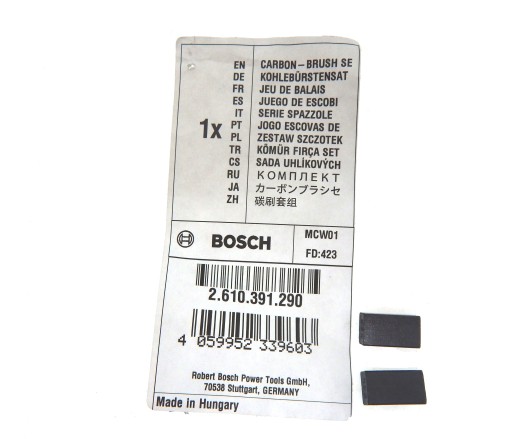 EN CARBON-BRUSH SE
DE KOHLEBÜRSTENSAT
FR JEU DE BALAIS
ES JUEGO DE ESCOBI
IT SERIE SPAZZOLE
1x PT JOGO ESCOVAS DE
PL ZESTAW SZCZOTEK
TR KÖMÜR FIRÇA SET
CS SADA UHLÍKOVÝCH
RU КОМПЛЕКТ
JA カーボンブラシセ
ZH 碳刷套组
BOSCH MCW01
FD:423
2.610.391.290
4 059952 339603
Robert Bosch Power Tools GmbH,
70538 Stuttgart, GERMANY
Made in Hungary